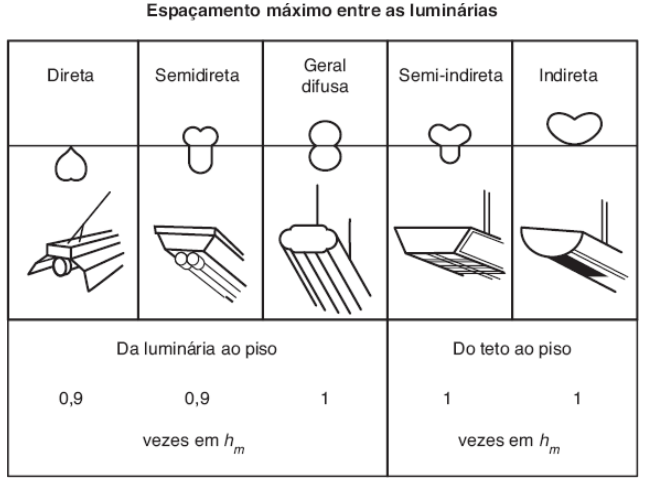 Espaçamento máximo entre as luminárias
Direta
Semidireta
Geral
difusa
Semi-indireta
Indireta
Da luminária ao piso
Do teto ao piso
0,9
0,9
1
1
1
vezes em hm
vezes em hm